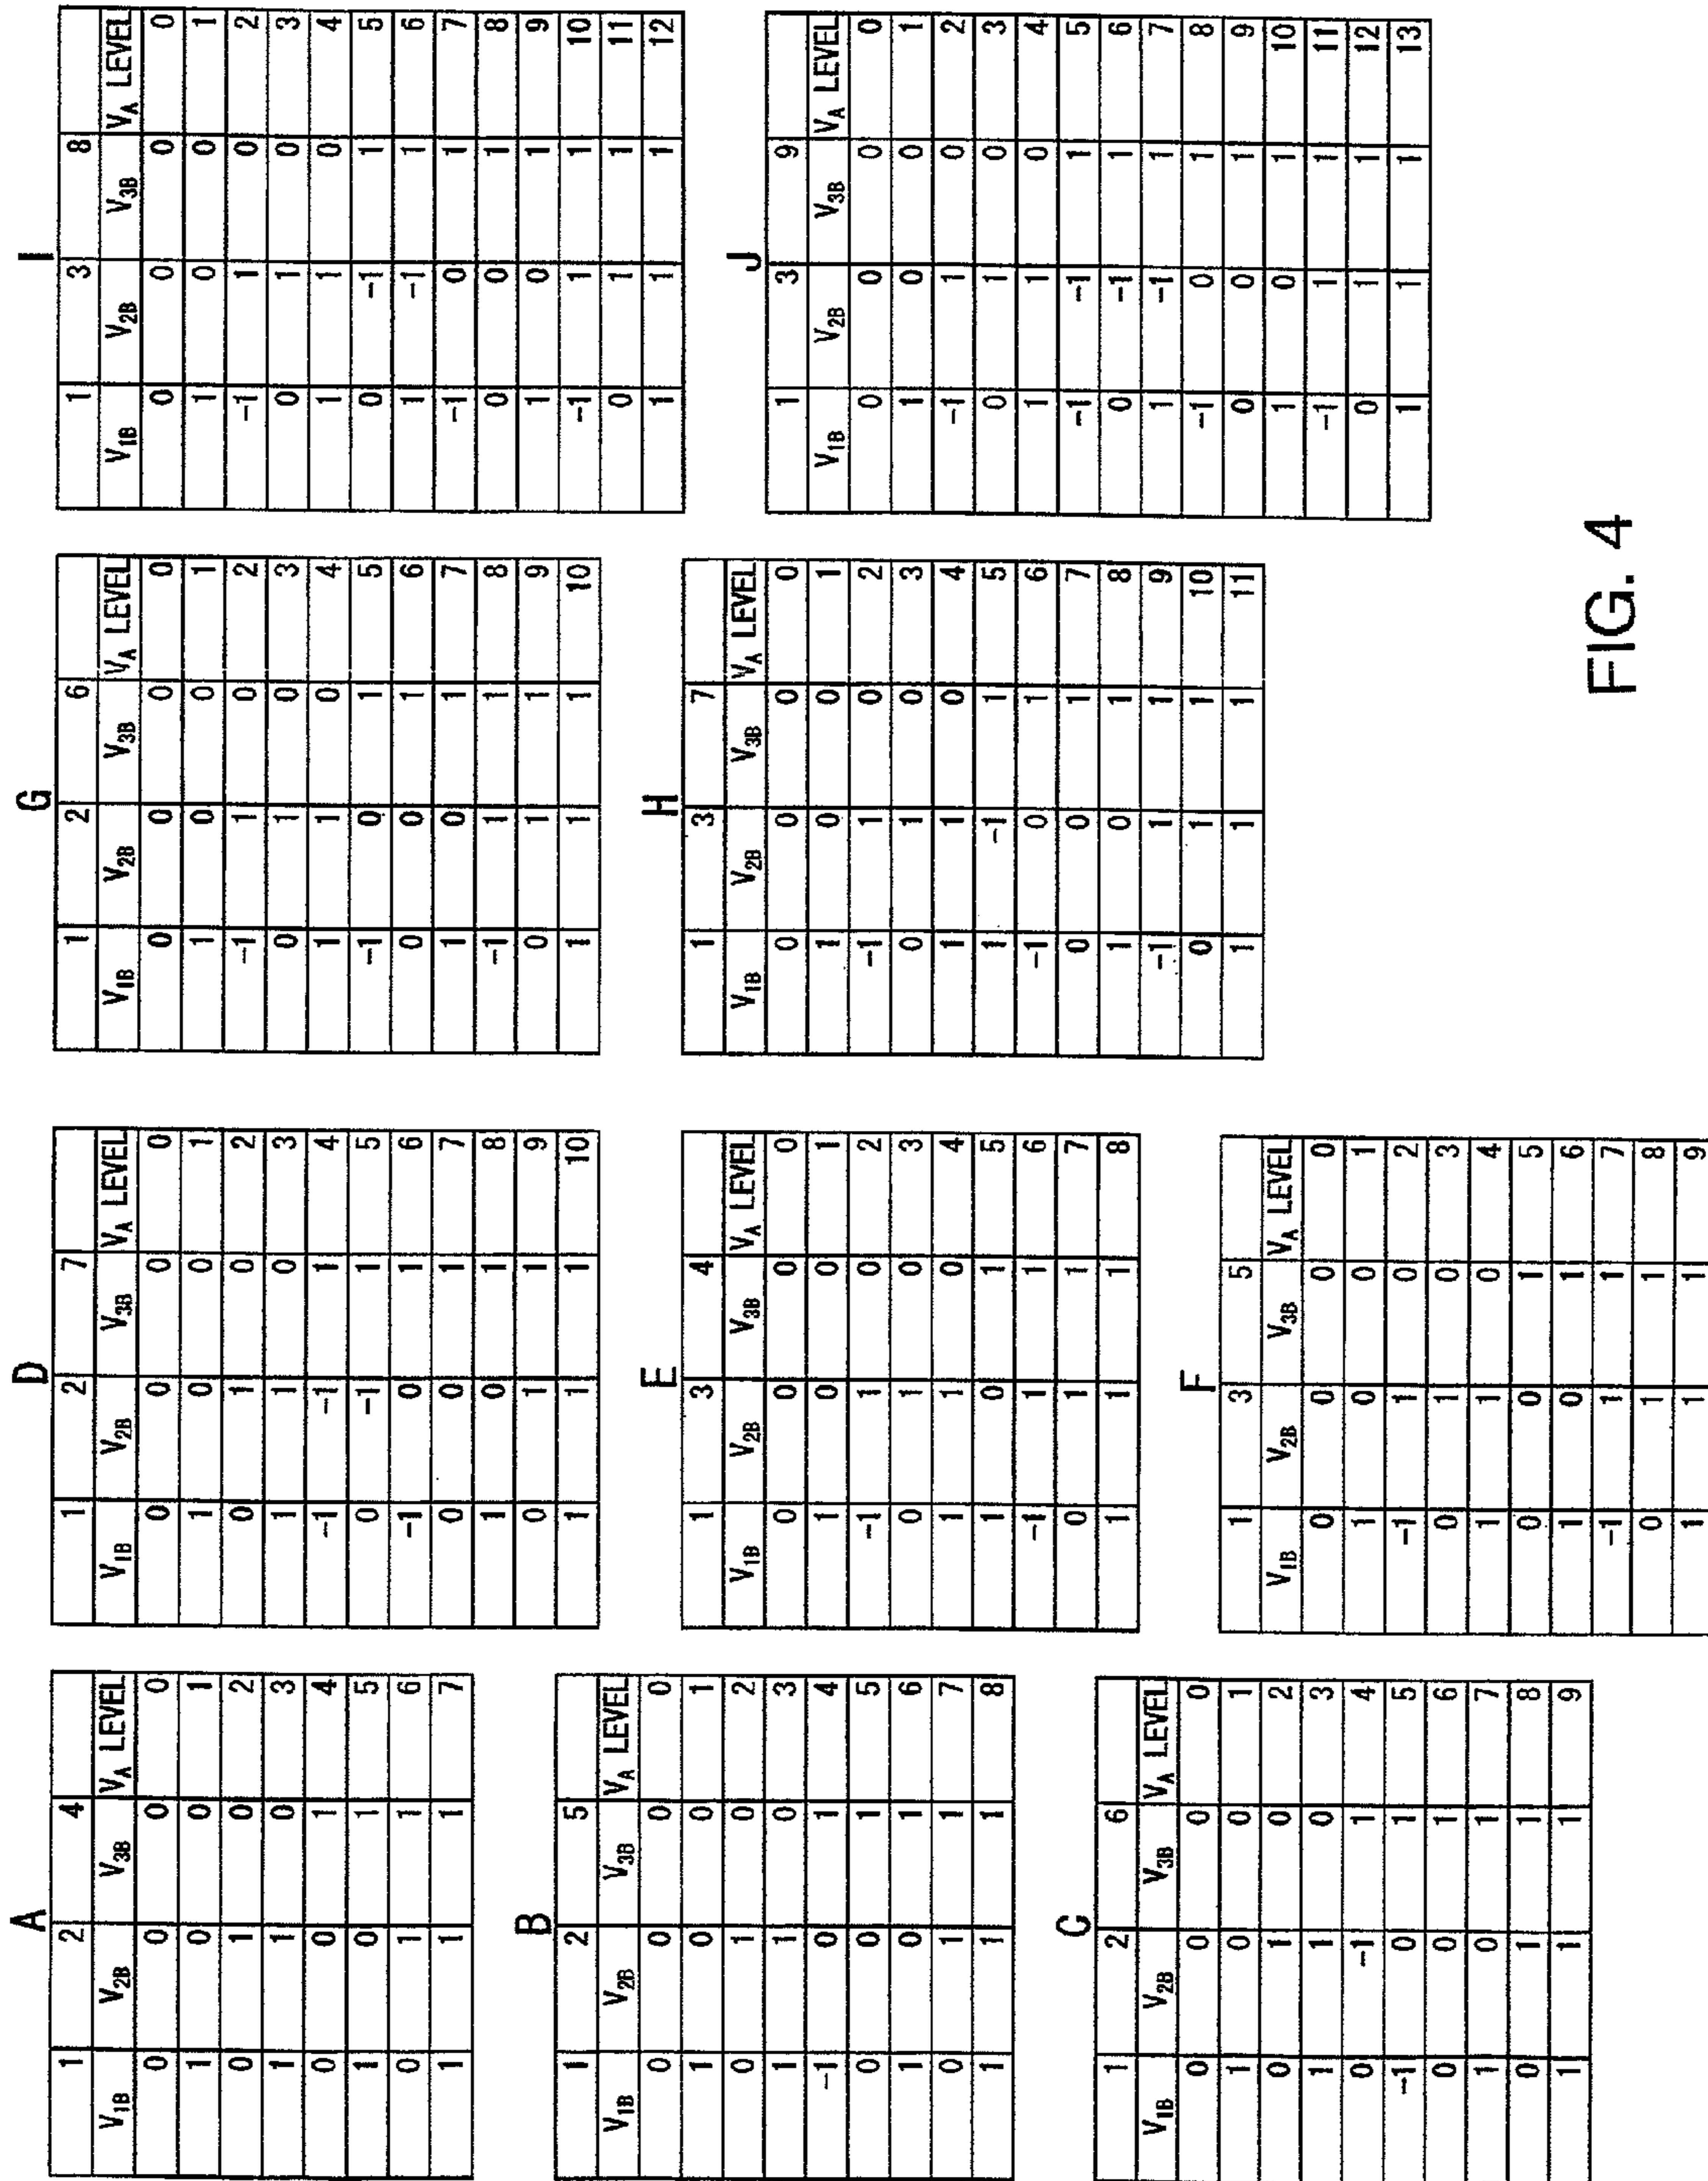 A
1 2 4
V1B V2B V3B VA LEVEL
0 0 0 0
1 0 0 1
0 1 0 2
1 1 0 3
0 0 1 4
1 0 1 5
0 1 1 6
1 1 1 7
B
1 2 5
V1B V2B V3B VA LEVEL
0 0 0 0
1 0 0 1
0 1 0 2
1 1 0 3
-1 0 1 4
0 0 1 5
1 0 1 6
0 1 1 7
1 1 1 8
C
1 2 6
V1B V2B V3B VA LEVEL
0 0 0 0
1 0 0 1
0 1 0 2
1 1 0 3
0 -1 1 4
-1 0 1 5
0 0 1 6
1 0 1 7
0 1 1 8
1 1 1 9
D
1 2 7
V1B V2B V3B VA LEVEL
0 0 0 0
1 0 0 1
0 1 0 2
1 1 0 3
-1 -1 1 4
0 -1 1 5
-1 0 1 6
0 0 1 7
1 0 1 8
0 1 1 9
1 1 1 10
E
1 3 4
V1B V2B V3B VA LEVEL
0 0 0 0
1 0 0 1
-1 1 0 2
0 1 0 3
1 1 0 4
1 0 1 5
-1 1 1 6
0 1 1 7
1 1 1 8
F
1 3 5
V1B V2B V3B VA LEVEL
0 0 0 0
1 0 0 1
-1 1 0 2
0 1 0 3
1 1 0 4
0 0 1 5
1 0 1 6
-1 1 1 7
0 1 1 8
1 1 1 9
G
1 2 6
V1B V2B V3B VA LEVEL
0 0 0 0
1 0 0 1
-1 1 0 2
0 1 0 3
1 1 0 4
-1 0 1 5
0 0 1 6
1 0 1 7
-1 1 1 8
0 1 1 9
1 1 1 10
H
1 3 7
V1B V2B V3B VA LEVEL
0 0 0 0
1 0 0 1
-1 1 0 2
0 1 0 3
1 1 0 4
1 -1 1 5
-1 0 1 6
0 0 1 7
1 0 1 8
-1 1 1 9
0 1 1 10
1 1 1 11
I
1 3 8
V1B V2B V3B VA LEVEL
0 0 0 0
1 0 0 1
-1 1 0 2
0 1 0 3
1 1 0 4
0 -1 1 5
1 -1 1 6
-1 0 1 7
0 0 1 8
1 0 1 9
-1 1 1 10
0 1 1 11
1 1 1 12
J
1 3 9
V1B V2B V3B VA LEVEL
0 0 0 0
1 0 0 1
-1 1 0 2
0 1 0 3
1 1 0 4
-1 -1 1 5
0 -1 1 6
1 -1 1 7
-1 0 1 8
0 0 1 9
1 0 1 10
-1 1 1 11
0 1 1 12
1 1 1 13
FIG. 4